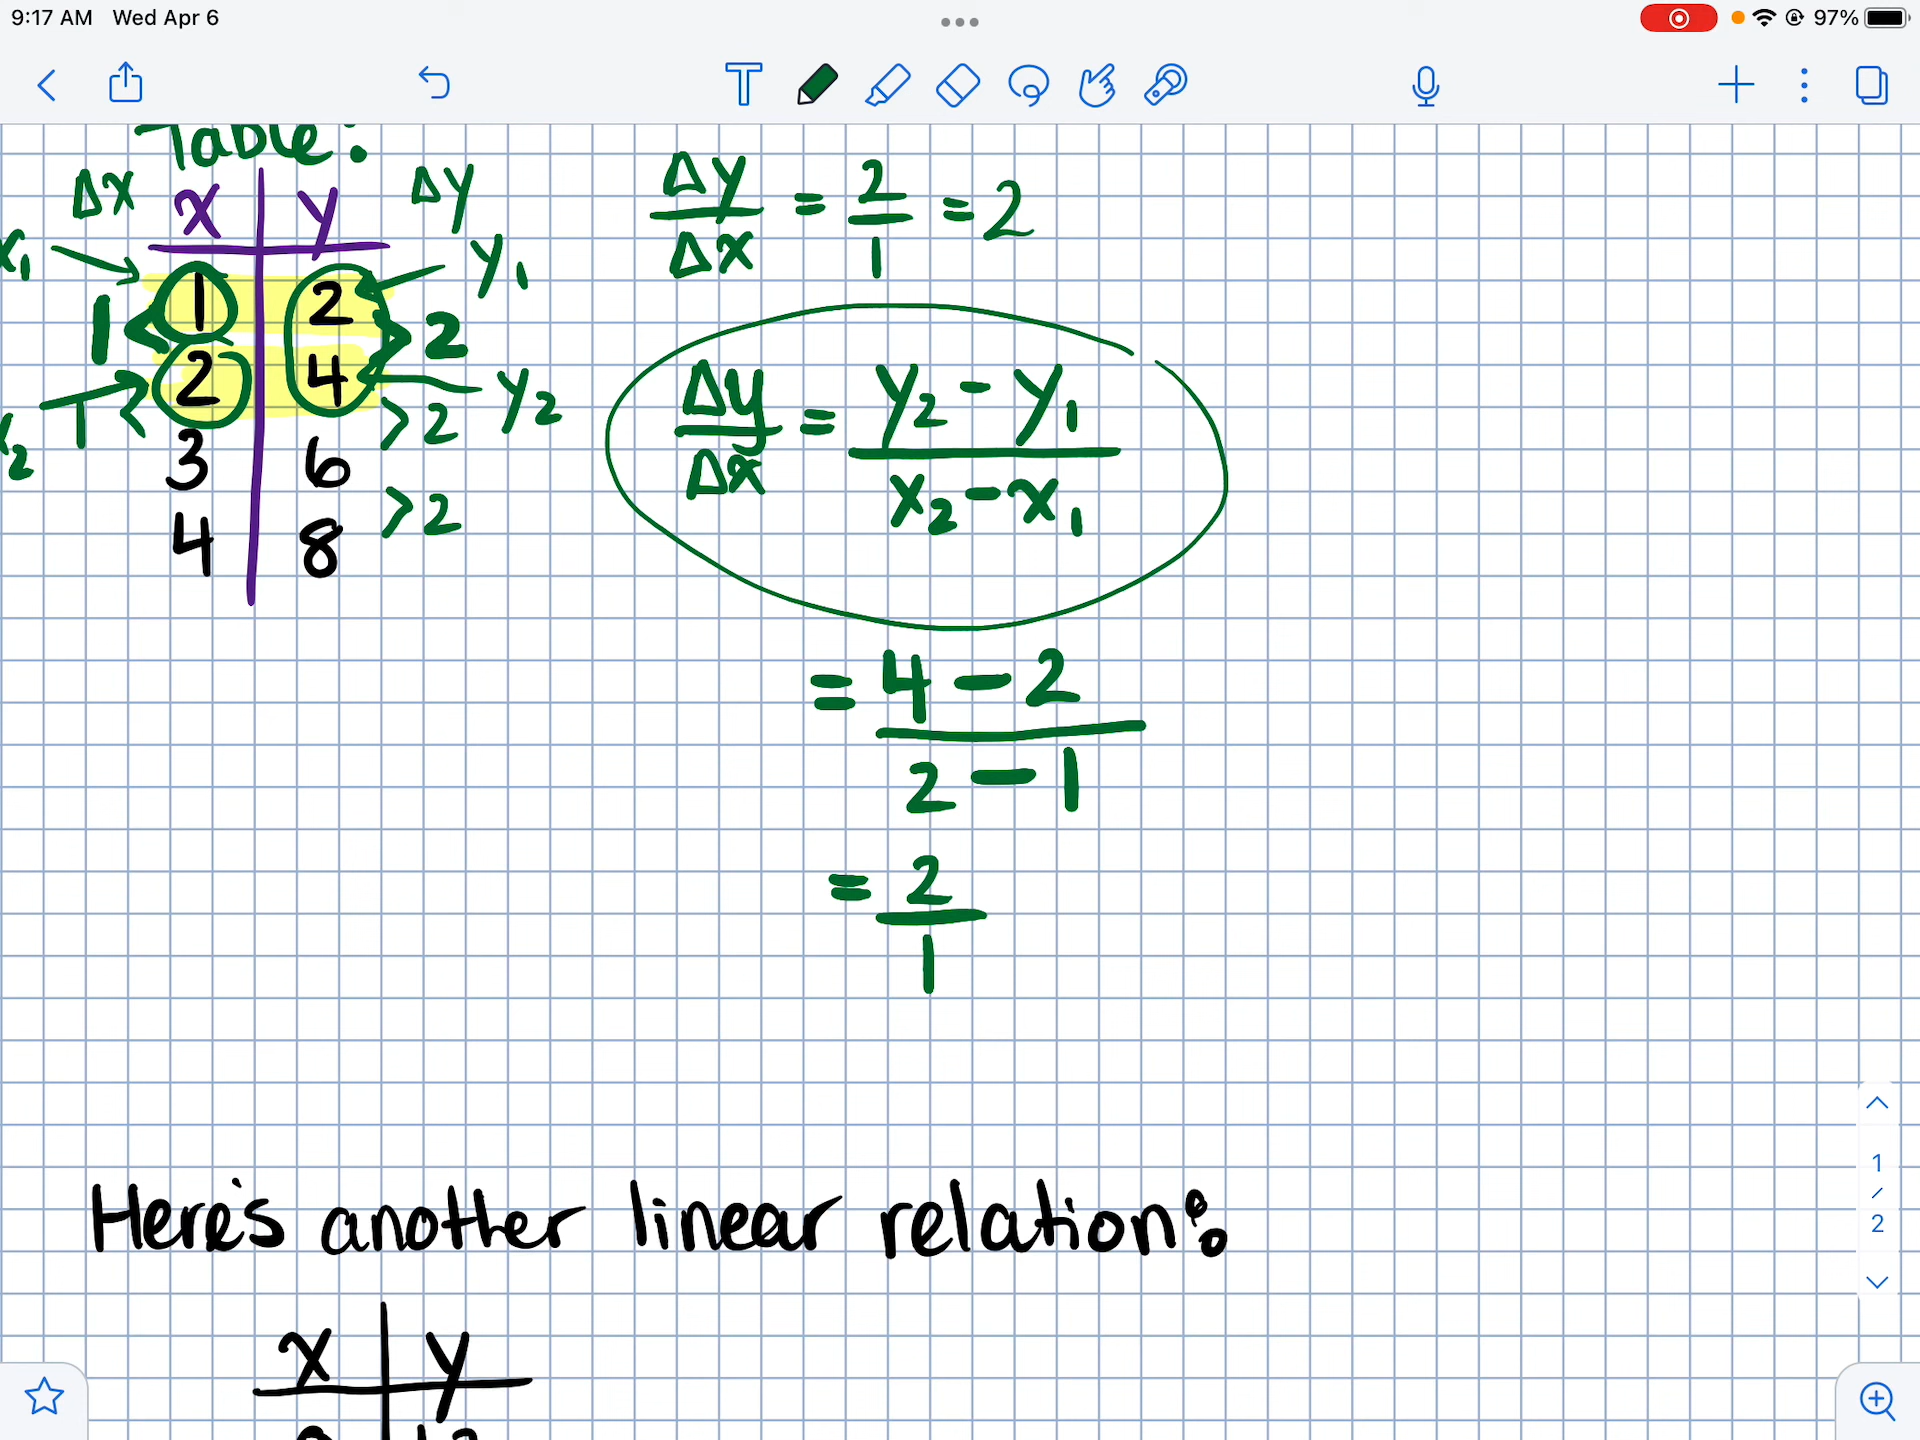 9:17 AM Wed Apr 6
97%
Table:
Δx x y Δy
x₁ y₁
1 2
1 2
2 4 y₂
1 2
x₂
3 6
2
4 8
Δy/Δx = 2/1 = 2
Δy/Δx = y₂ - y₁ / x₂ - x₁
= 4 - 2 / 2 - 1
= 2/1
Here's another linear relation:
x y
1
/
2